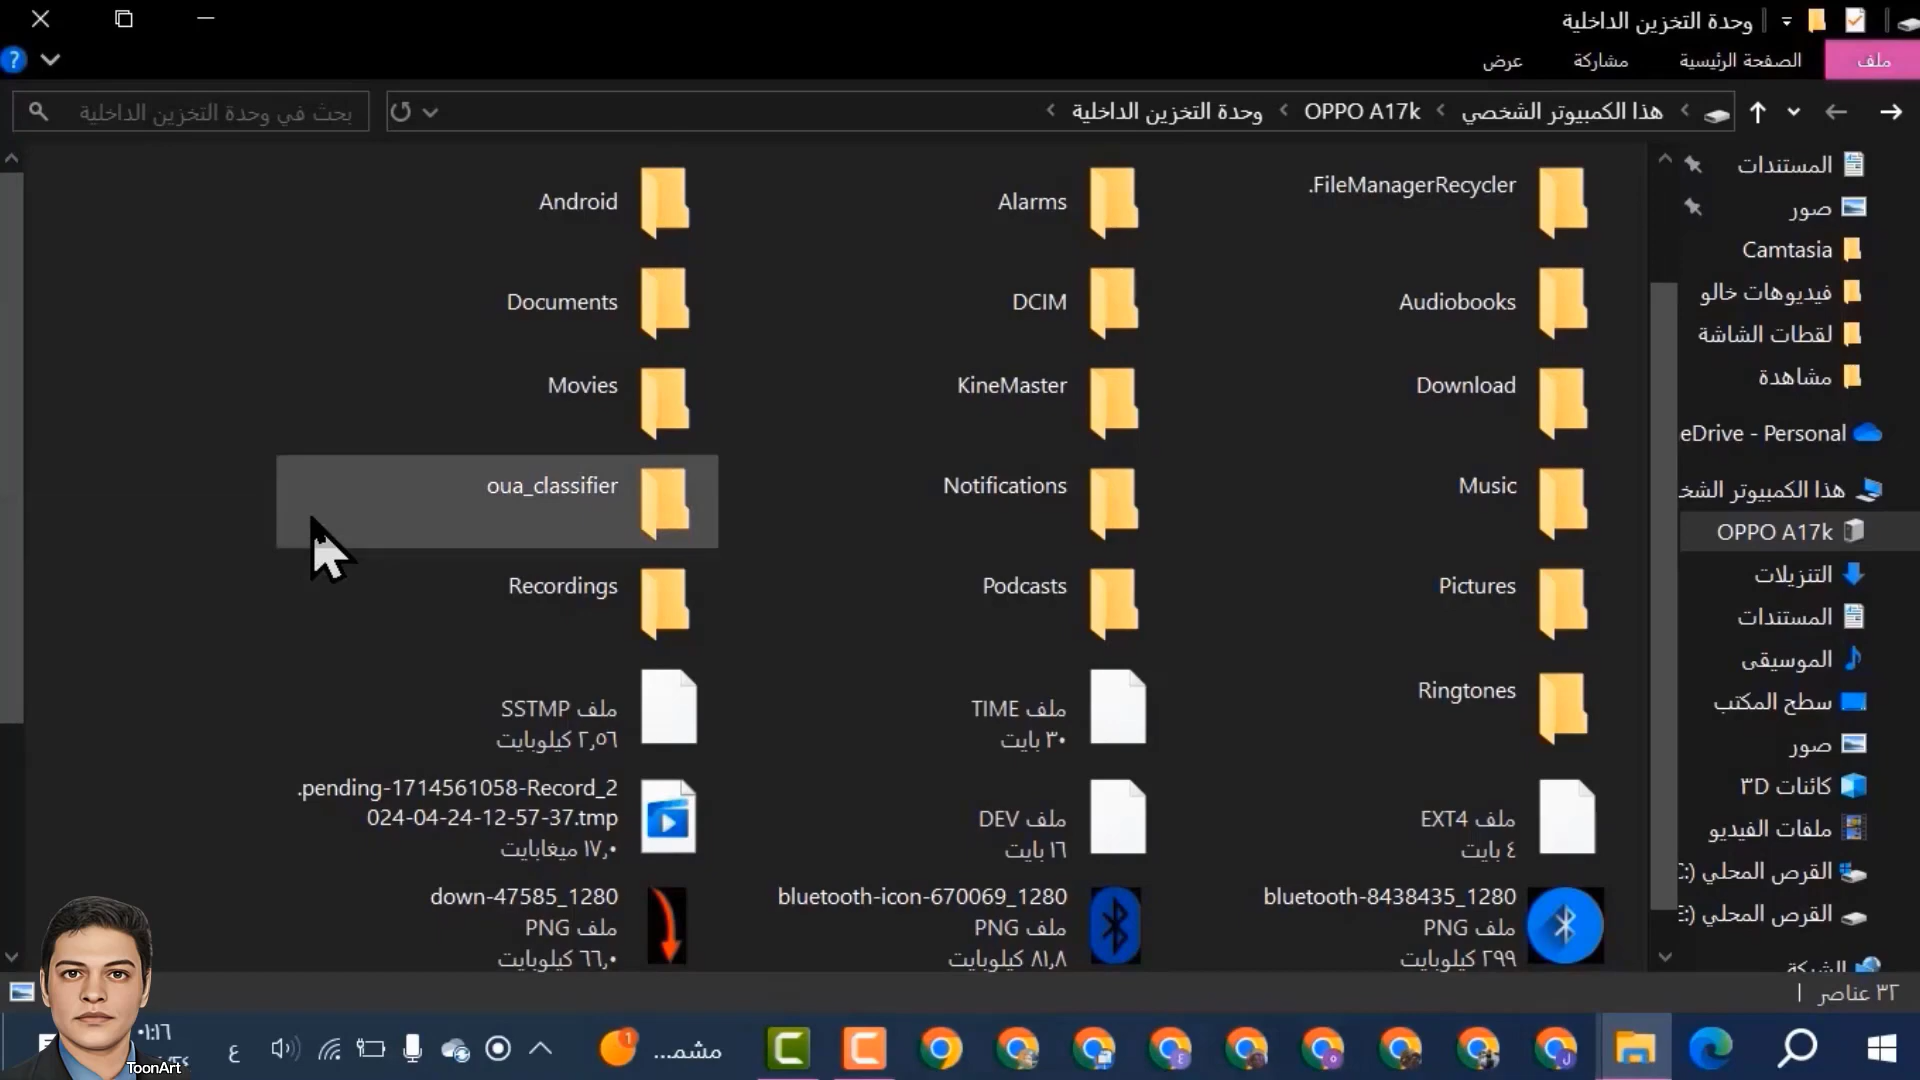 وحدة التخزين الداخلية
ملف
الصفحة الرئيسية
مشاركة
عرض
هذا الكمبيوتر الشخصي
OPPO A17k
وحدة التخزين الداخلية
بحث في وحدة التخزين الداخلية
المستندات
صور
Camtasia
فيديوهات خالو
لقطات الشاشة
مشاهدة
eDrive - Personal
هذا الكمبيوتر الشخ
OPPO A17k
التنزيلات
المستندات
الموسيقى
سطح المكتب
صور
كائنات ٣D
ملفات الفيديو
القرص المحلي (:C
القرص المحلي (:E
الشبكة
.FileManagerRecycler
Alarms
Android
Audiobooks
DCIM
Documents
Download
KineMaster
Movies
Music
Notifications
oua_classifier
Pictures
Podcasts
Recordings
Ringtones
ملف TIME
٣٠ بايت
ملف SSTMP
٢,٥٦ كيلوبايت
ملف EXT4
٤ بايت
ملف DEV
١٦ بايت
.pending-1714561058-Record_2
024-04-24-12-57-37.tmp
١٧,٠ ميغابايت
bluetooth-8438435_1280
ملف PNG
٢٩٩ كيلوبايت
bluetooth-icon-670069_1280
ملف PNG
٨١,٨ كيلوبايت
down-47585_1280
ملف PNG
٦٦,٠ كيلوبايت
٣٢ عناصر
مشمـ...
1
ع
٠١:١٦
ToonArt